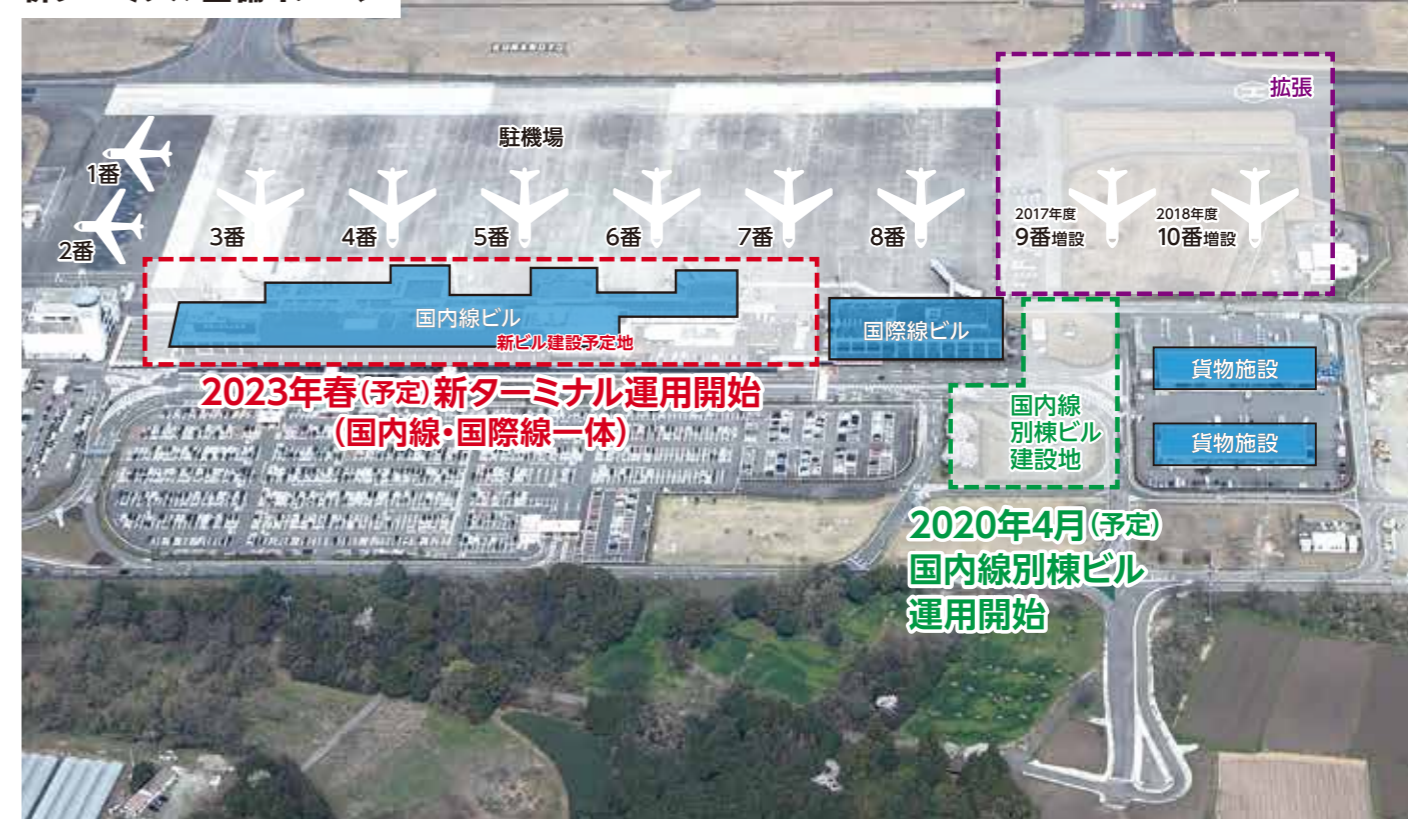 KUMAMOTO
拡張
駐機場
1番
2番
3番
4番
5番
6番
7番
8番
2017年度
9番増設
2018年度
10番増設
国内線ビル
新ビル建設予定地
国際線ビル
貨物施設
貨物施設
2023年春(予定)新ターミナル運用開始
(国内線・国際線一体)
国内線
別棟ビル
建設地
2020年4月(予定)
国内線別棟ビル
運用開始